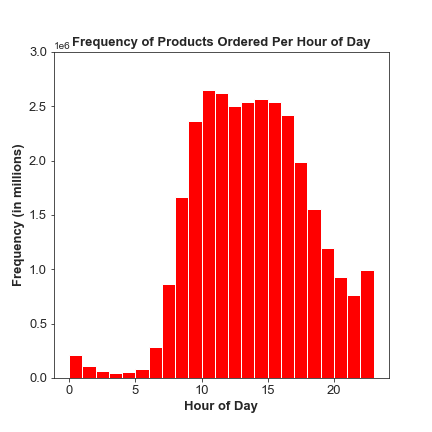 Frequency of Products Ordered Per Hour of Day
1e6
3.0
2.5
2.0
1.5
1.0
0.5
0.0
Frequency (in millions)
0 5 10 15 20
Hour of Day